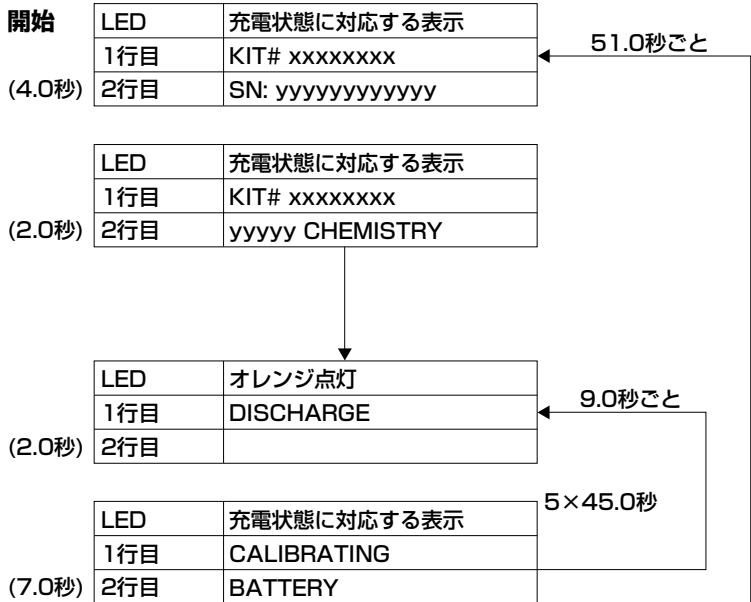 開始
LED 充電状態に対応する表示
1行目 KIT# xxxxxxxx
(4.0秒) 2行目 SN: yyyyyyyyyyyy
51.0秒ごと
LED 充電状態に対応する表示
1行目 KIT# xxxxxxxx
(2.0秒) 2行目 yyyyy CHEMISTRY
LED オレンジ点灯
1行目 DISCHARGE
(2.0秒) 2行目
9.0秒ごと
5×45.0秒
LED 充電状態に対応する表示
1行目 CALIBRATING
(7.0秒) 2行目 BATTERY